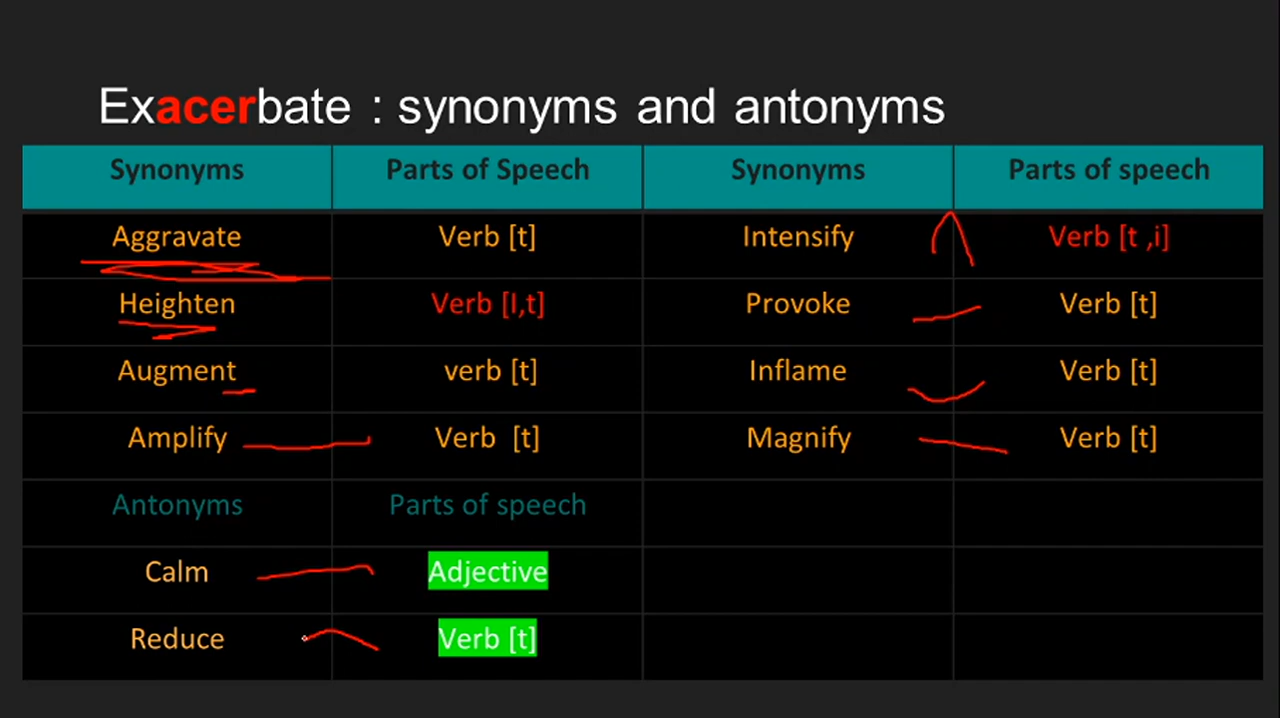 Exacerbate : synonyms and antonyms
Synonyms Parts of Speech Synonyms Parts of speech
Aggravate Verb [t] Intensify Verb [t ,i]
Heighten Verb [I,t] Provoke Verb [t]
Augment verb [t] Inflame Verb [t]
Amplify Verb [t] Magnify Verb [t]
Antonyms Parts of speech
Calm Adjective
Reduce Verb [t]